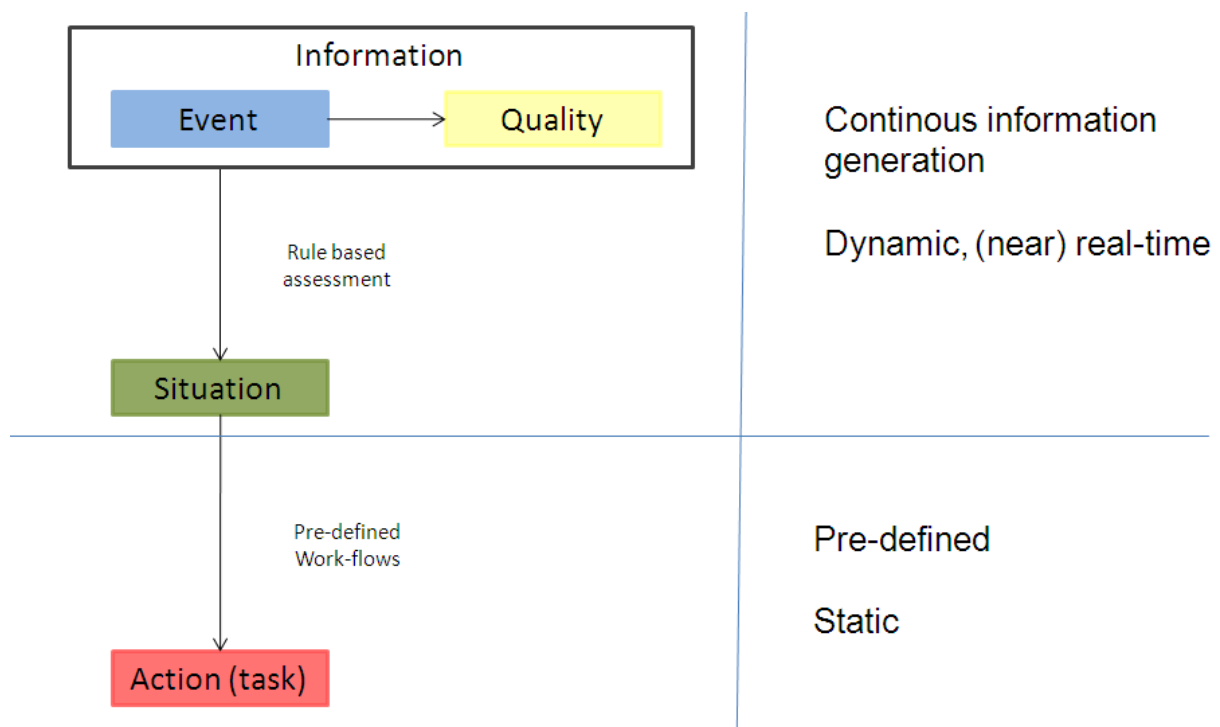 Information
Event
Quality
Continous information
generation
Dynamic, (near) real-time
Rule based
assessment
Situation
Pre-defined
Work-flows
Pre-defined
Static
Action (task)